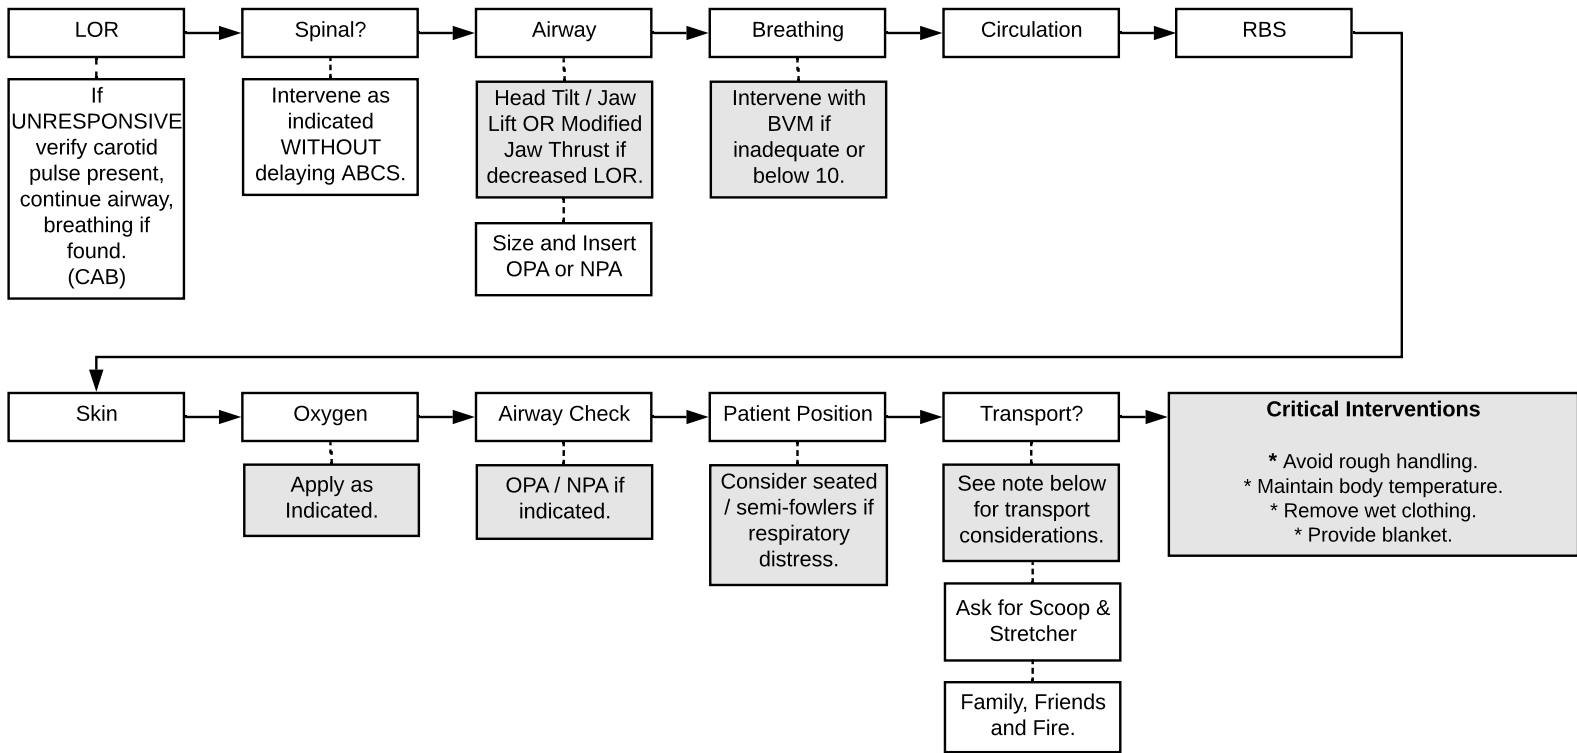 LOR
Spinal?
Airway
Breathing
Circulation
RBS
If
UNRESPONSIVE
verify carotid
pulse present,
continue airway,
breathing if
found.
(CAB)
Intervene as
indicated
WITHOUT
delaying ABCS.
Head Tilt / Jaw
Lift OR Modified
Jaw Thrust if
decreased LOR.
Size and Insert
OPA or NPA
Intervene with
BVM if
inadequate or
below 10.
Skin
Oxygen
Airway Check
Patient Position
Transport?
Critical Interventions
* Avoid rough handling.
* Maintain body temperature.
* Remove wet clothing.
* Provide blanket.
Apply as
Indicated.
OPA / NPA if
indicated.
Consider seated
/ semi-fowlers if
respiratory
distress.
See note below
for transport
considerations.
Ask for Scoop &
Stretcher
Family, Friends
and Fire.